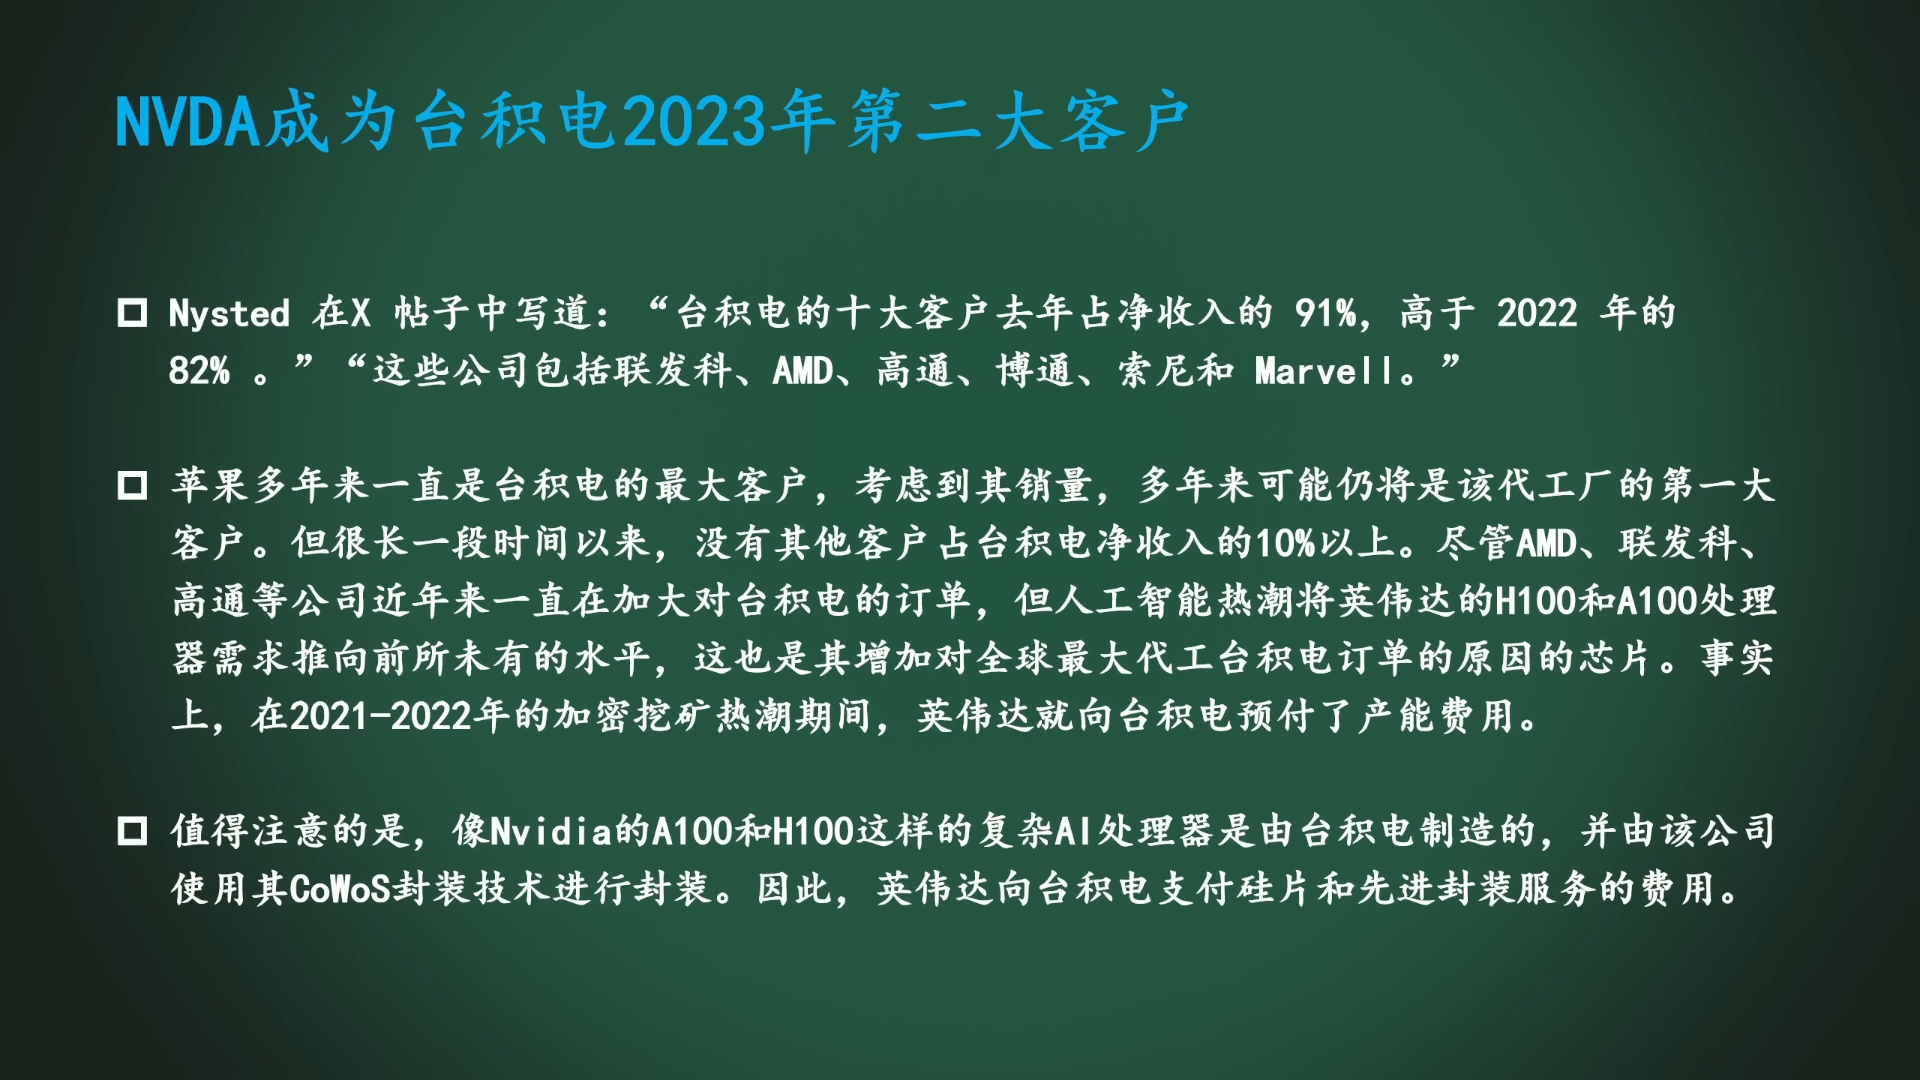 NVDA成为台积电2023年第二大客户
Nysted 在X 帖子中写道：“台积电的十大客户去年占净收入的 91%，高于 2022 年的
82% 。”“这些公司包括联发科、AMD、高通、博通、索尼和 Marvell。”
苹果多年来一直是台积电的最大客户，考虑到其销量，多年来可能仍将是该代工厂的第一大
客户。但很长一段时间以来，没有其他客户占台积电净收入的10%以上。尽管AMD、联发科、
高通等公司近年来一直在加大对台积电的订单，但人工智能热潮将英伟达的H100和A100处理
器需求推向前所未有的水平，这也是其增加对全球最大代工台积电订单的原因的芯片。事实
上，在2021-2022年的加密挖矿热潮期间，英伟达就向台积电预付了产能费用。
值得注意的是，像Nvidia的A100和H100这样的复杂AI处理器是由台积电制造的，并由该公司
使用其CoWoS封装技术进行封装。因此，英伟达向台积电支付硅片和先进封装服务的费用。